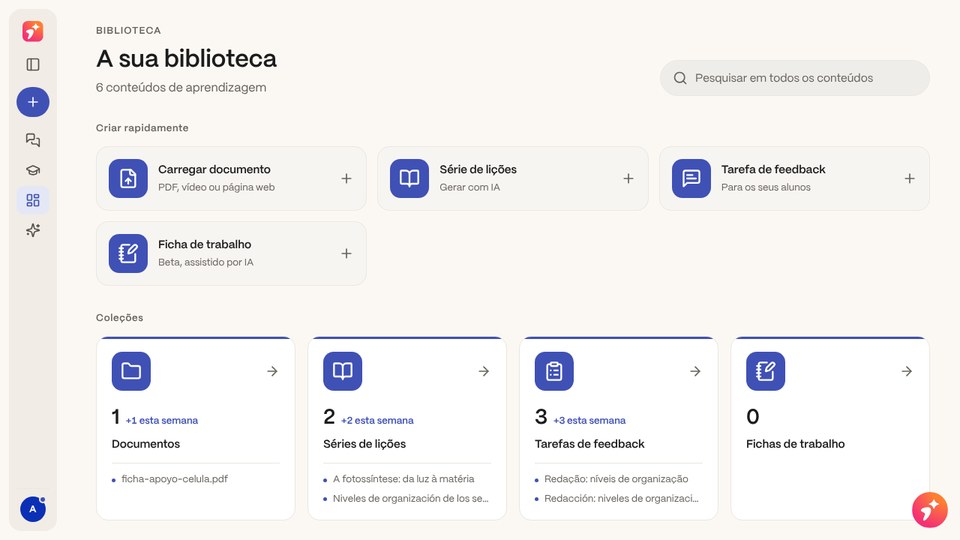 BIBLIOTECA
A sua biblioteca
6 conteúdos de aprendizagem
Pesquisar em todos os conteúdos
Criar rapidamente
Carregar documento
PDF, vídeo ou página web
Série de lições
Gerar com IA
Tarefa de feedback
Para os seus alunos
Ficha de trabalho
Beta, assistido por IA
Coleções
1 +1 esta semana
Documentos
ficha-apoyo-celula.pdf
2 +2 esta semana
Séries de lições
A fotossíntese: da luz à matéria
Niveles de organización de los se...
3 +3 esta semana
Tarefas de feedback
Redação: níveis de organização
Redacción: niveles de organizaci...
0
Fichas de trabalho
A